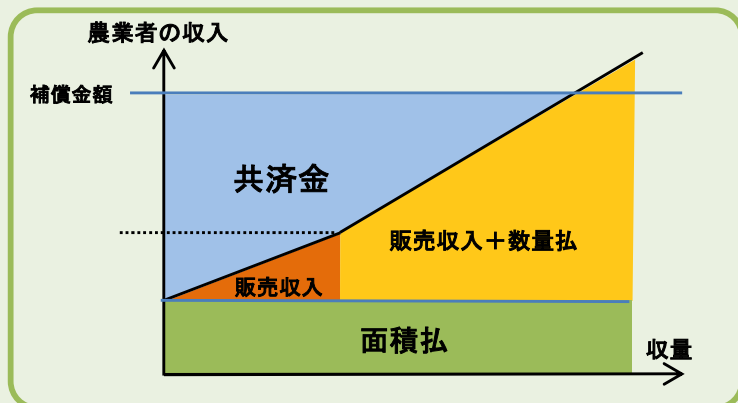 農業者の収入
補償金額
共済金
販売収入＋数量払
販売収入
面積払
収量